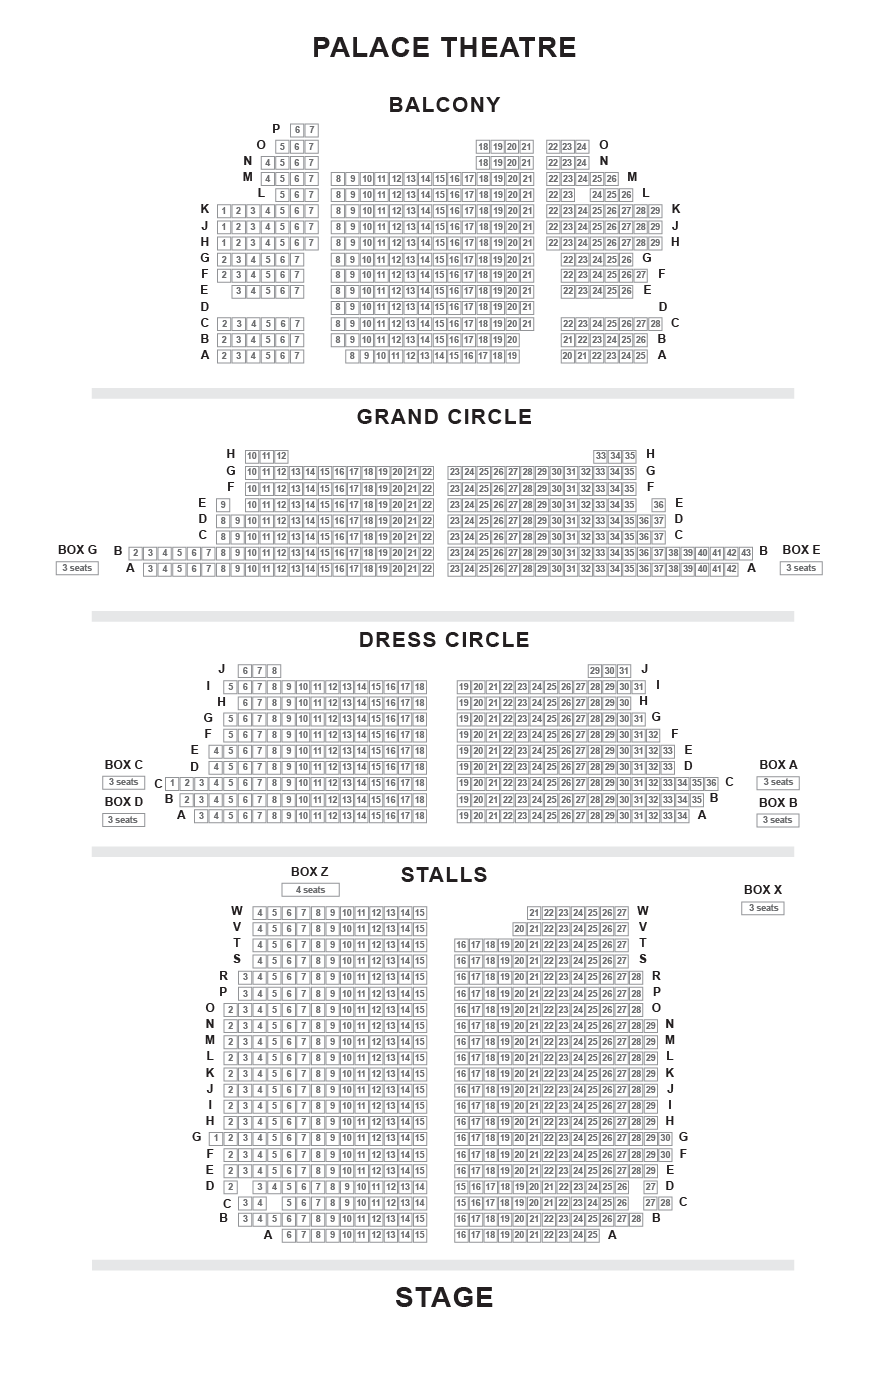 PALACE THEATRE
BALCONY
P 6 7
O 5 6 7 18 19 20 21 22 23 24 O
N 4 5 6 7 18 19 20 21 22 23 24 N
M 4 5 6 7 8 9 10 11 12 13 14 15 16 17 18 19 20 21 22 23 24 25 26 M
L 5 6 7 8 9 10 11 12 13 14 15 16 17 18 19 20 21 22 23 24 25 26 L
K 1 2 3 4 5 6 7 8 9 10 11 12 13 14 15 16 17 18 19 20 21 22 23 24 25 26 27 28 29 K
J 1 2 3 4 5 6 7 8 9 10 11 12 13 14 15 16 17 18 19 20 21 22 23 24 25 26 27 28 29 J
H 1 2 3 4 5 6 7 8 9 10 11 12 13 14 15 16 17 18 19 20 21 22 23 24 25 26 27 28 29 H
G 2 3 4 5 6 7 8 9 10 11 12 13 14 15 16 17 18 19 20 21 22 23 24 25 26 G
F 2 3 4 5 6 7 8 9 10 11 12 13 14 15 16 17 18 19 20 21 22 23 24 25 26 27 F
E 3 4 5 6 7 8 9 10 11 12 13 14 15 16 17 18 19 20 21 22 23 24 25 26 E
D 8 9 10 11 12 13 14 15 16 17 18 19 20 21 D
C 2 3 4 5 6 7 8 9 10 11 12 13 14 15 16 17 18 19 20 21 22 23 24 25 26 27 28 C
B 2 3 4 5 6 7 8 9 10 11 12 13 14 15 16 17 18 19 20 21 22 23 24 25 26 B
A 2 3 4 5 6 7 8 9 10 11 12 13 14 15 16 17 18 19 20 21 22 23 24 25 A
GRAND CIRCLE
H 10 11 12 33 34 35 H
G 10 11 12 13 14 15 16 17 18 19 20 21 22 23 24 25 26 27 28 29 30 31 32 33 34 35 G
F 10 11 12 13 14 15 16 17 18 19 20 21 22 23 24 25 26 27 28 29 30 31 32 33 34 35 F
E 9 10 11 12 13 14 15 16 17 18 19 20 21 22 23 24 25 26 27 28 29 30 31 32 33 34 35 36 E
D 8 9 10 11 12 13 14 15 16 17 18 19 20 21 22 23 24 25 26 27 28 29 30 31 32 33 34 35 36 37 D
C 8 9 10 11 12 13 14 15 16 17 18 19 20 21 22 23 24 25 26 27 28 29 30 31 32 33 34 35 36 37 C
BOX G B 2 3 4 5 6 7 8 9 10 11 12 13 14 15 16 17 18 19 20 21 22 23 24 25 26 27 28 29 30 31 32 33 34 35 36 37 38 39 40 41 42 43 B BOX E
3 seats A 3 4 5 6 7 8 9 10 11 12 13 14 15 16 17 18 19 20 21 22 23 24 25 26 27 28 29 30 31 32 33 34 35 36 37 38 39 40 41 42 A 3 seats
DRESS CIRCLE
J 6 7 8 29 30 31 J
I 5 6 7 8 9 10 11 12 13 14 15 16 17 18 19 20 21 22 23 24 25 26 27 28 29 30 31 I
H 6 7 8 9 10 11 12 13 14 15 16 17 18 19 20 21 22 23 24 25 26 27 28 29 30 H
G 5 6 7 8 9 10 11 12 13 14 15 16 17 18 19 20 21 22 23 24 25 26 27 28 29 30 31 G
F 5 6 7 8 9 10 11 12 13 14 15 16 17 18 19 20 21 22 23 24 25 26 27 28 29 30 31 32 F
E 4 5 6 7 8 9 10 11 12 13 14 15 16 17 18 19 20 21 22 23 24 25 26 27 28 29 30 31 32 33 E
BOX C D 4 5 6 7 8 9 10 11 12 13 14 15 16 17 18 19 20 21 22 23 24 25 26 27 28 29 30 31 32 33 D BOX A
3 seats C 1 2 3 4 5 6 7 8 9 10 11 12 13 14 15 16 17 18 19 20 21 22 23 24 25 26 27 28 29 30 31 32 33 34 35 36 C 3 seats
BOX D B 2 3 4 5 6 7 8 9 10 11 12 13 14 15 16 17 18 19 20 21 22 23 24 25 26 27 28 29 30 31 32 33 34 35 B BOX B
3 seats A 3 4 5 6 7 8 9 10 11 12 13 14 15 16 17 18 19 20 21 22 23 24 25 26 27 28 29 30 31 32 33 34 A 3 seats
BOX Z STALLS
4 seats BOX X
3 seats
W 4 5 6 7 8 9 10 11 12 13 14 15 21 22 23 24 25 26 27 W
V 4 5 6 7 8 9 10 11 12 13 14 15 20 21 22 23 24 25 26 27 V
T 4 5 6 7 8 9 10 11 12 13 14 15 16 17 18 19 20 21 22 23 24 25 26 27 T
S 4 5 6 7 8 9 10 11 12 13 14 15 16 17 18 19 20 21 22 23 24 25 26 27 S
R 3 4 5 6 7 8 9 10 11 12 13 14 15 16 17 18 19 20 21 22 23 24 25 26 27 28 R
P 3 4 5 6 7 8 9 10 11 12 13 14 15 16 17 18 19 20 21 22 23 24 25 26 27 28 P
O 2 3 4 5 6 7 8 9 10 11 12 13 14 15 16 17 18 19 20 21 22 23 24 25 26 27 28 O
N 2 3 4 5 6 7 8 9 10 11 12 13 14 15 16 17 18 19 20 21 22 23 24 25 26 27 28 29 N
M 2 3 4 5 6 7 8 9 10 11 12 13 14 15 16 17 18 19 20 21 22 23 24 25 26 27 28 29 M
L 2 3 4 5 6 7 8 9 10 11 12 13 14 15 16 17 18 19 20 21 22 23 24 25 26 27 28 29 L
K 2 3 4 5 6 7 8 9 10 11 12 13 14 15 16 17 18 19 20 21 22 23 24 25 26 27 28 29 K
J 2 3 4 5 6 7 8 9 10 11 12 13 14 15 16 17 18 19 20 21 22 23 24 25 26 27 28 29 J
I 2 3 4 5 6 7 8 9 10 11 12 13 14 15 16 17 18 19 20 21 22 23 24 25 26 27 28 29 I
H 2 3 4 5 6 7 8 9 10 11 12 13 14 15 16 17 18 19 20 21 22 23 24 25 26 27 28 29 H
G 1 2 3 4 5 6 7 8 9 10 11 12 13 14 15 16 17 18 19 20 21 22 23 24 25 26 27 28 29 30 G
F 2 3 4 5 6 7 8 9 10 11 12 13 14 15 16 17 18 19 20 21 22 23 24 25 26 27 28 29 30 F
E 2 3 4 5 6 7 8 9 10 11 12 13 14 15 16 17 18 19 20 21 22 23 24 25 26 27 28 29 E
D 2 3 4 5 6 7 8 9 10 11 12 13 14 15 16 17 18 19 20 21 22 23 24 25 26 27 D
C 3 4 5 6 7 8 9 10 11 12 13 14 15 16 17 18 19 20 21 22 23 24 25 26 27 28 C
B 3 4 5 6 7 8 9 10 11 12 13 14 15 16 17 18 19 20 21 22 23 24 25 26 27 28 B
A 6 7 8 9 10 11 12 13 14 15 16 17 18 19 20 21 22 23 24 25 A
STAGE